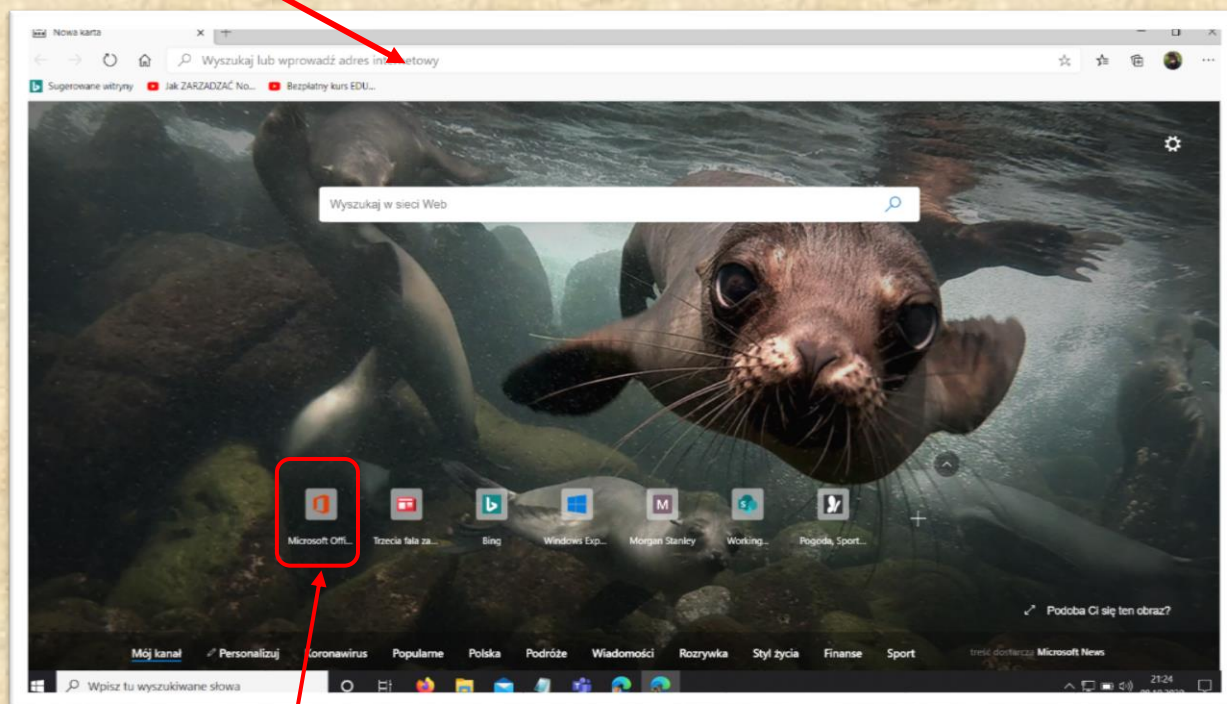 Nowa karta
Wyszukaj lub wprowadź adres internetowy
Sugerowane witryny Jak ZARZĄDZAĆ No... Bezpłatny kurs EDU...
Wyszukaj w sieci Web
Microsoft Offi... Trzecia fala za... Bing Windows Exp... Morgan Stanley Working... Pogoda, Sport...
Podoba Ci się ten obraz?
Mój kanał Personalizuj Koronawirus Popularne Polska Podróże Wiadomości Rozrywka Styl życia Finanse Sport treść dostarcza Microsoft News
Wpisz tu wyszukiwane słowa
21:24